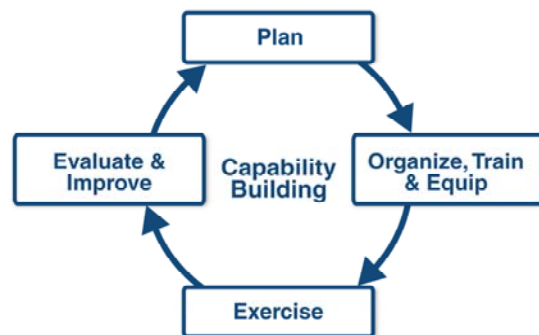 Plan
Evaluate &
Improve
Capability
Building
Organize, Train
& Equip
Exercise